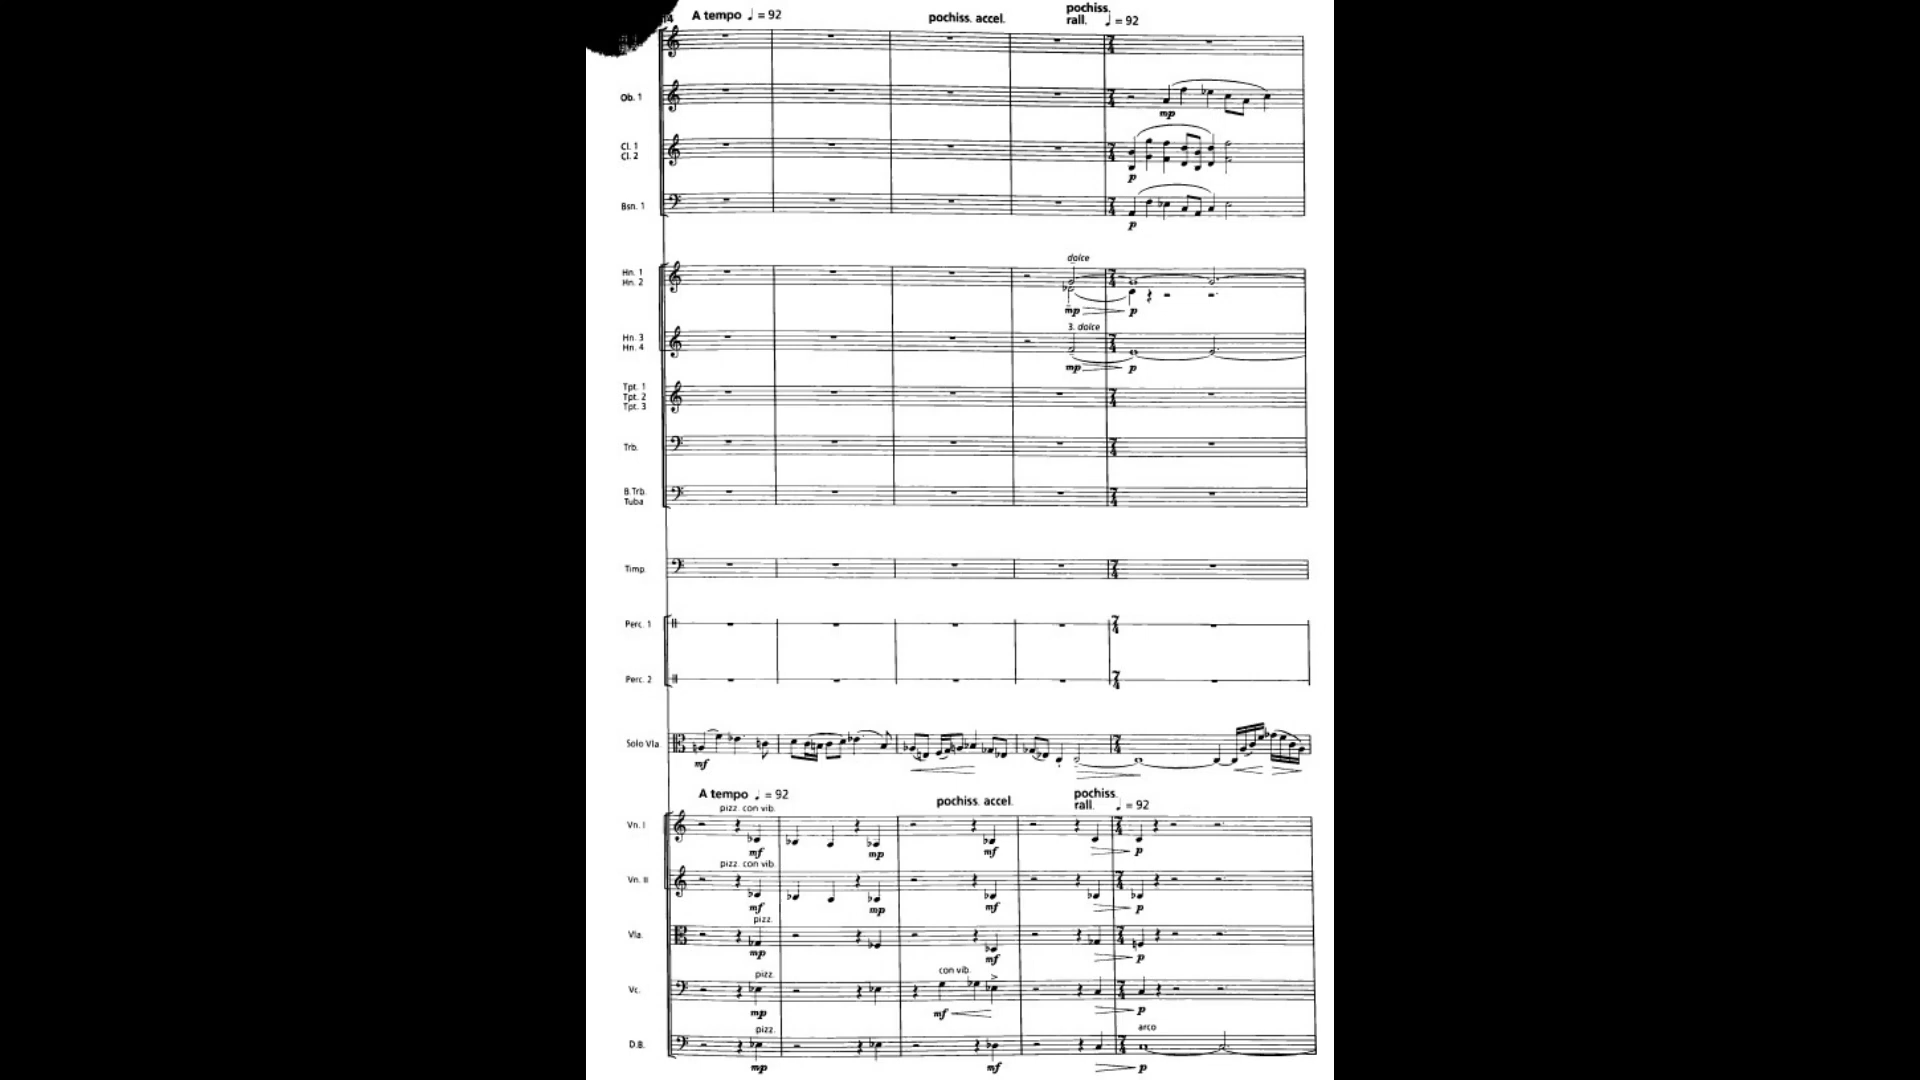 14 A tempo ♩ = 92 pochiss. accel. pochiss. rall. ♩ = 92
Ob. 1
mp
Cl. 1
Cl. 2
p
Bsn. 1
p
dolce
Hn. 1
Hn. 2
mp p
3. dolce
Hn. 3
Hn. 4
mp p
Tpt. 1
Tpt. 2
Tpt. 3
Trb.
B.Trb.
Tuba
Timp.
Perc. 1
Perc. 2
Solo Vla.
mf
A tempo ♩ = 92 pochiss. accel. pochiss. rall. ♩ = 92
pizz. con vib.
Vn. I
mf mp mf p
pizz. con vib.
Vn. II
mf mp mf p
pizz.
Vla.
mp mf p
pizz. con vib.
Vc.
mp mf p
pizz. arco
D.B.
mp mf p
7 4